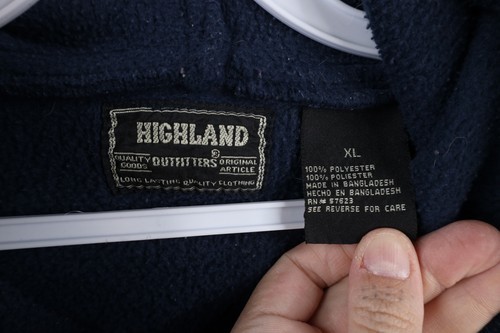 HIGHLAND
QUALITY GOODS OUTFITTERS® ORIGINAL ARTICLE
LONG LASTING QUALITY CLOTHING
XL
100% POLYESTER
100% POLIESTER
MADE IN BANGLADESH
HECHO EN BANGLADESH
RN# 57623
SEE REVERSE FOR CARE